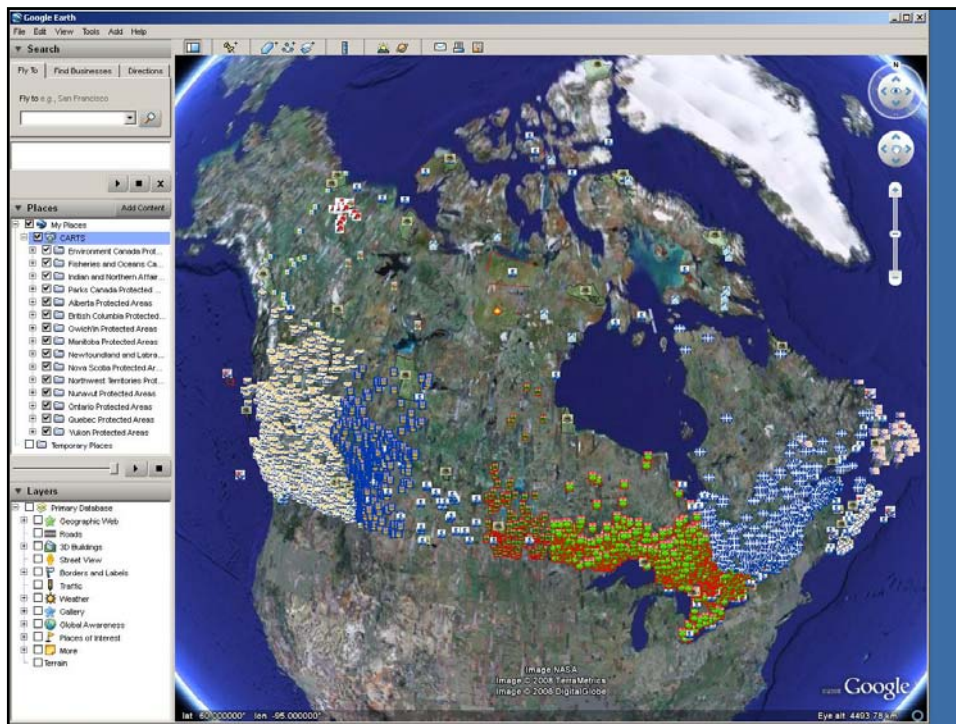 Google Earth
File Edit View Tools Add Help
Search
Fly To Find Businesses Directions
Fly to e.g., San Francisco
Places Add Content
My Places
CARTS
Environment Canada Prot...
Fisheries and Oceans Ca...
Indian and Northern Affair...
Parks Canada Protected ...
Alberta Protected Areas
British Columbia Protected...
Gwich'in Protected Areas
Manitoba Protected Areas
Newfoundland and Labra...
Nova Scotia Protected Ar...
Northwest Territories Prot...
Nunavut Protected Areas
Ontario Protected Areas
Quebec Protected Areas
Yukon Protected Areas
Temporary Places
Layers
Primary Database
Geographic Web
Roads
3D Buildings
Street View
Borders and Labels
Traffic
Weather
Gallery
Global Awareness
Places of Interest
More
Terrain
N
Image NASA
Image © 2008 TerraMetrics
Image © 2008 DigitalGlobe
Google
lat 60.000000° lon -95.000000°
Eye alt 4493.78 km